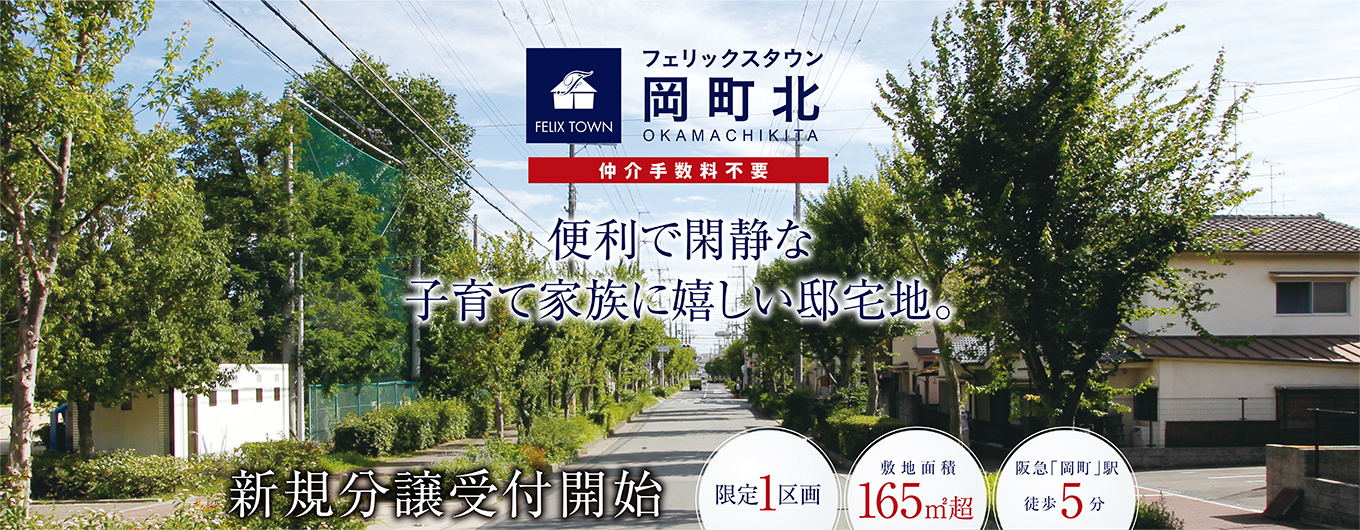 フェリックスタウン
岡町北
OKAMACHIKITA
FELIX TOWN
仲介手数料不要
便利で閑静な
子育て家族に嬉しい邸宅地。
新規分譲受付開始
限定1区画
敷地面積
165㎡超
阪急「岡町」駅
徒歩5分